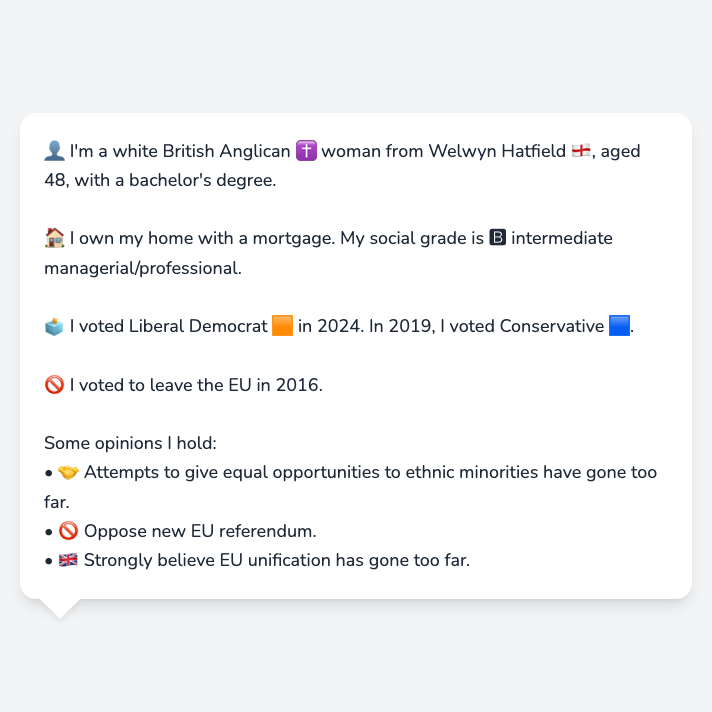 👤 I'm a white British Anglican ✝️ woman from Welwyn Hatfield 🏴󠁧󠁢󠁥󠁮󠁧󠁿, aged
48, with a bachelor's degree.
🏠 I own my home with a mortgage. My social grade is 🅱 intermediate
managerial/professional.
🗳️ I voted Liberal Democrat 🟧 in 2024. In 2019, I voted Conservative 🟦.
🚫 I voted to leave the EU in 2016.
Some opinions I hold:
• 🤝 Attempts to give equal opportunities to ethnic minorities have gone too
far.
• 🚫 Oppose new EU referendum.
• 🇬🇧 Strongly believe EU unification has gone too far.